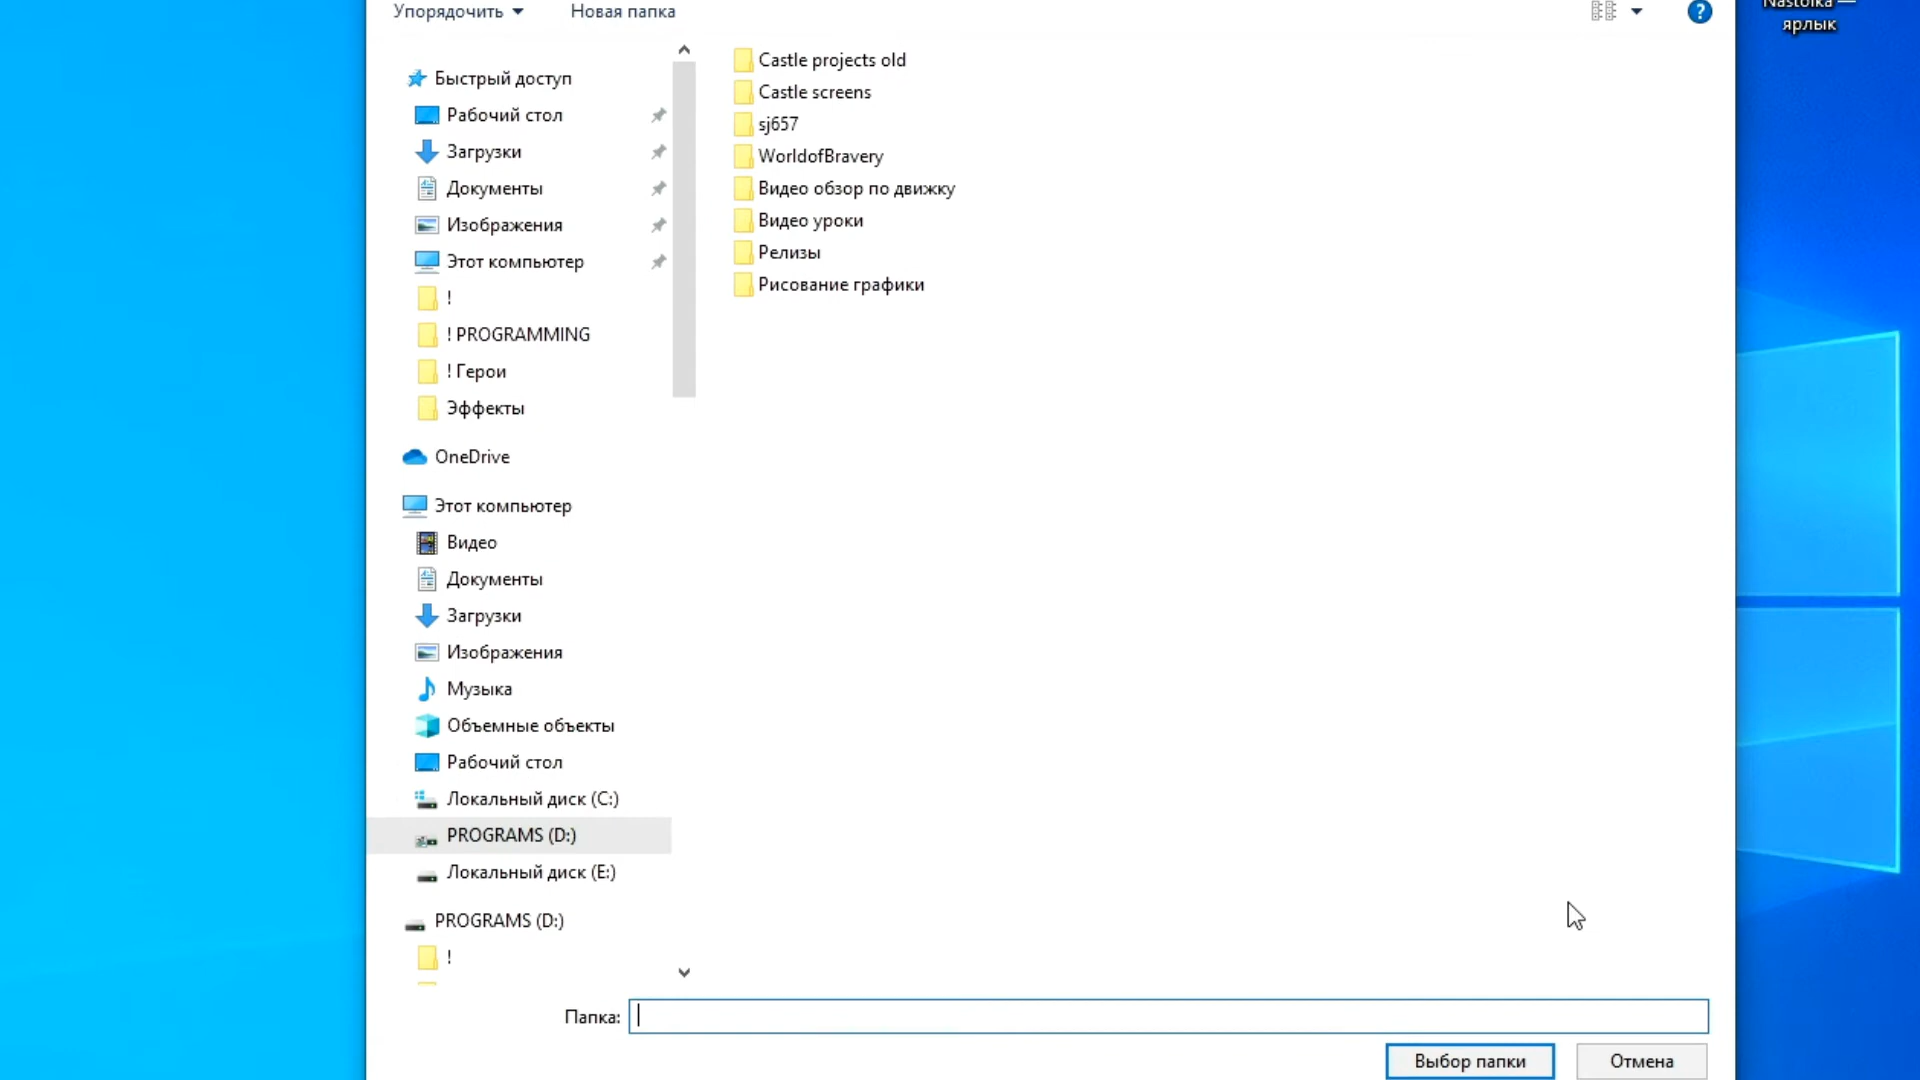 Упорядочить
Новая папка
Nastolka —
ярлык
Быстрый доступ
Рабочий стол
Загрузки
Документы
Изображения
Этот компьютер
!
! PROGRAMMING
! Герои
Эффекты
OneDrive
Этот компьютер
Видео
Документы
Загрузки
Изображения
Музыка
Объемные объекты
Рабочий стол
Локальный диск (C:)
PROGRAMS (D:)
Локальный диск (E:)
PROGRAMS (D:)
!
Castle projects old
Castle screens
sj657
WorldofBravery
Видео обзор по движку
Видео уроки
Релизы
Рисование графики
Папка:
Выбор папки
Отмена